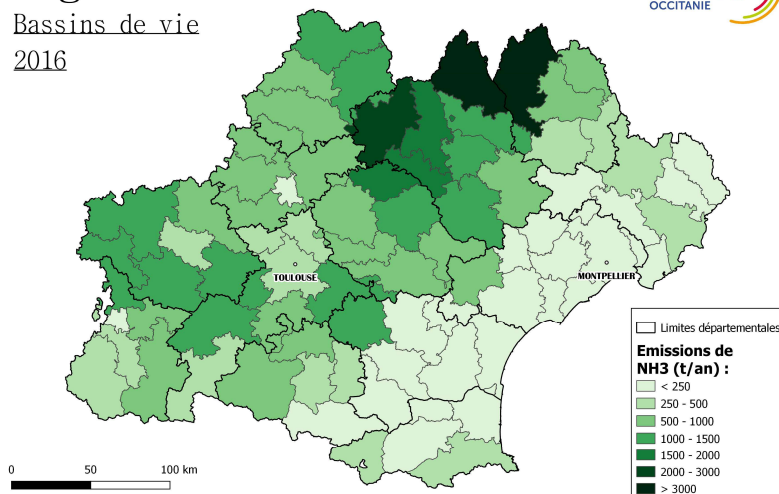 Bassins de vie
2016
OCCITANIE
TOULOUSE
MONTPELLIER
Limites départementales
Emissions de
NH3 (t/an) :
< 250
250 - 500
500 - 1000
1000 - 1500
1500 - 2000
2000 - 3000
> 3000
0 50 100 km